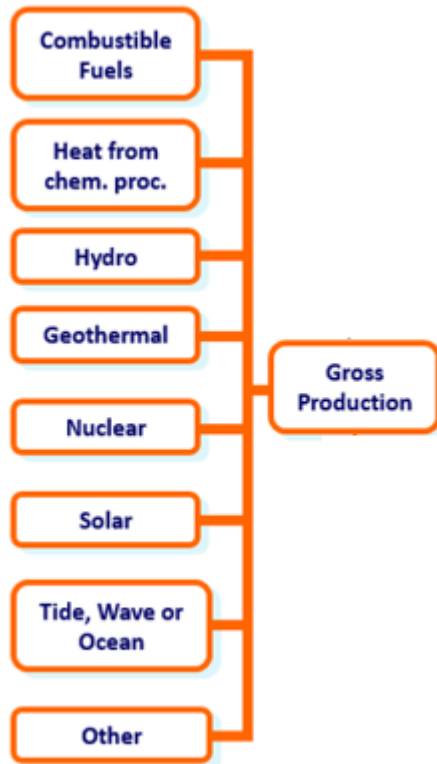 Combustible
Fuels
Heat from
chem. proc.
Hydro
Geothermal
Gross
Production
Nuclear
Solar
Tide, Wave or
Ocean
Other